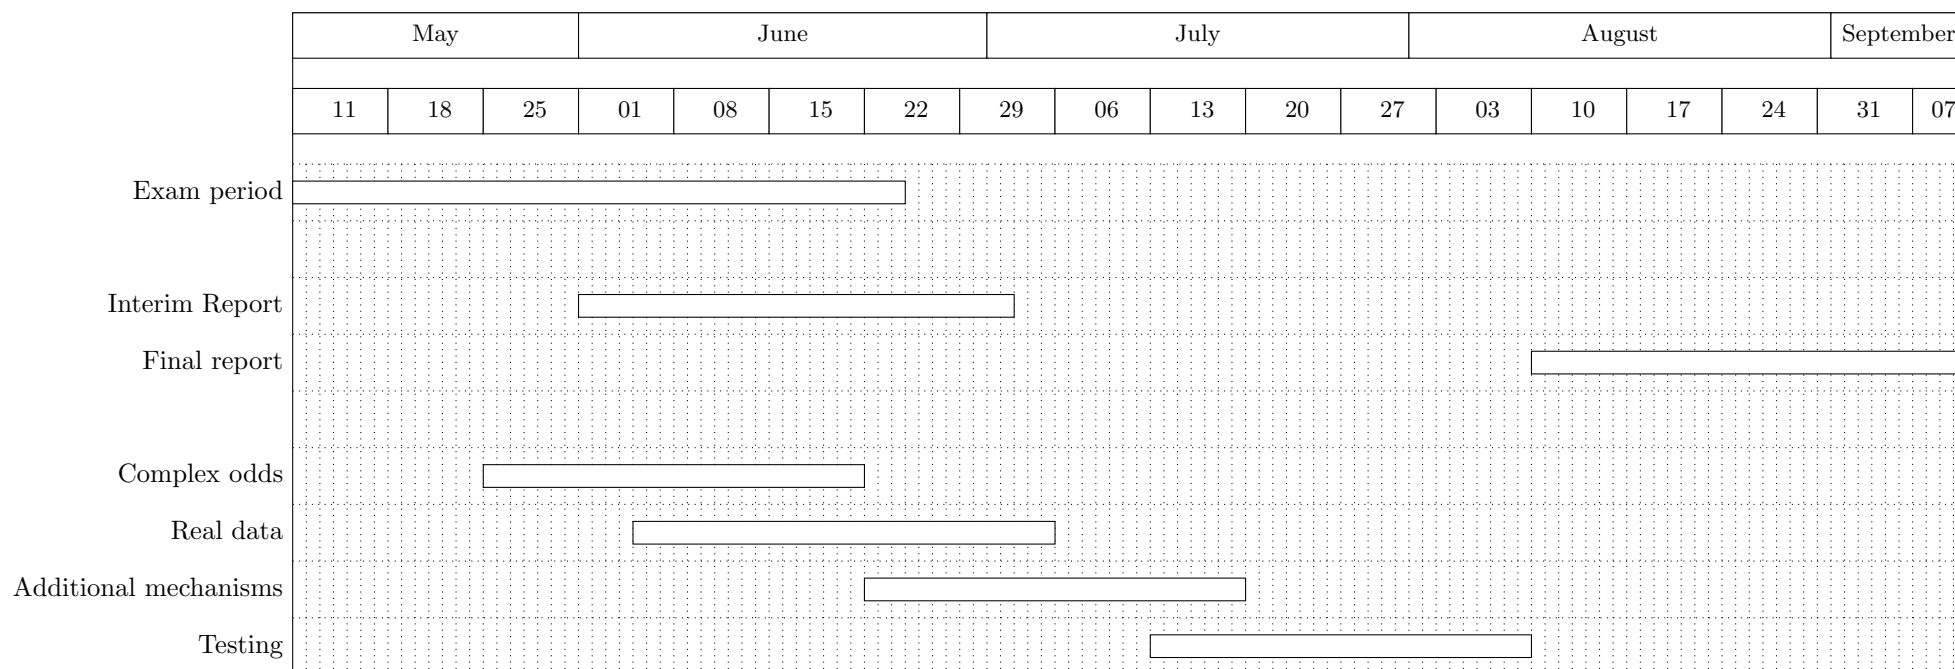 May June July August September
11 18 25 01 08 15 22 29 06 13 20 27 03 10 17 24 31 07
Exam period
Interim Report
Final report
Complex odds
Real data
Additional mechanisms
Testing